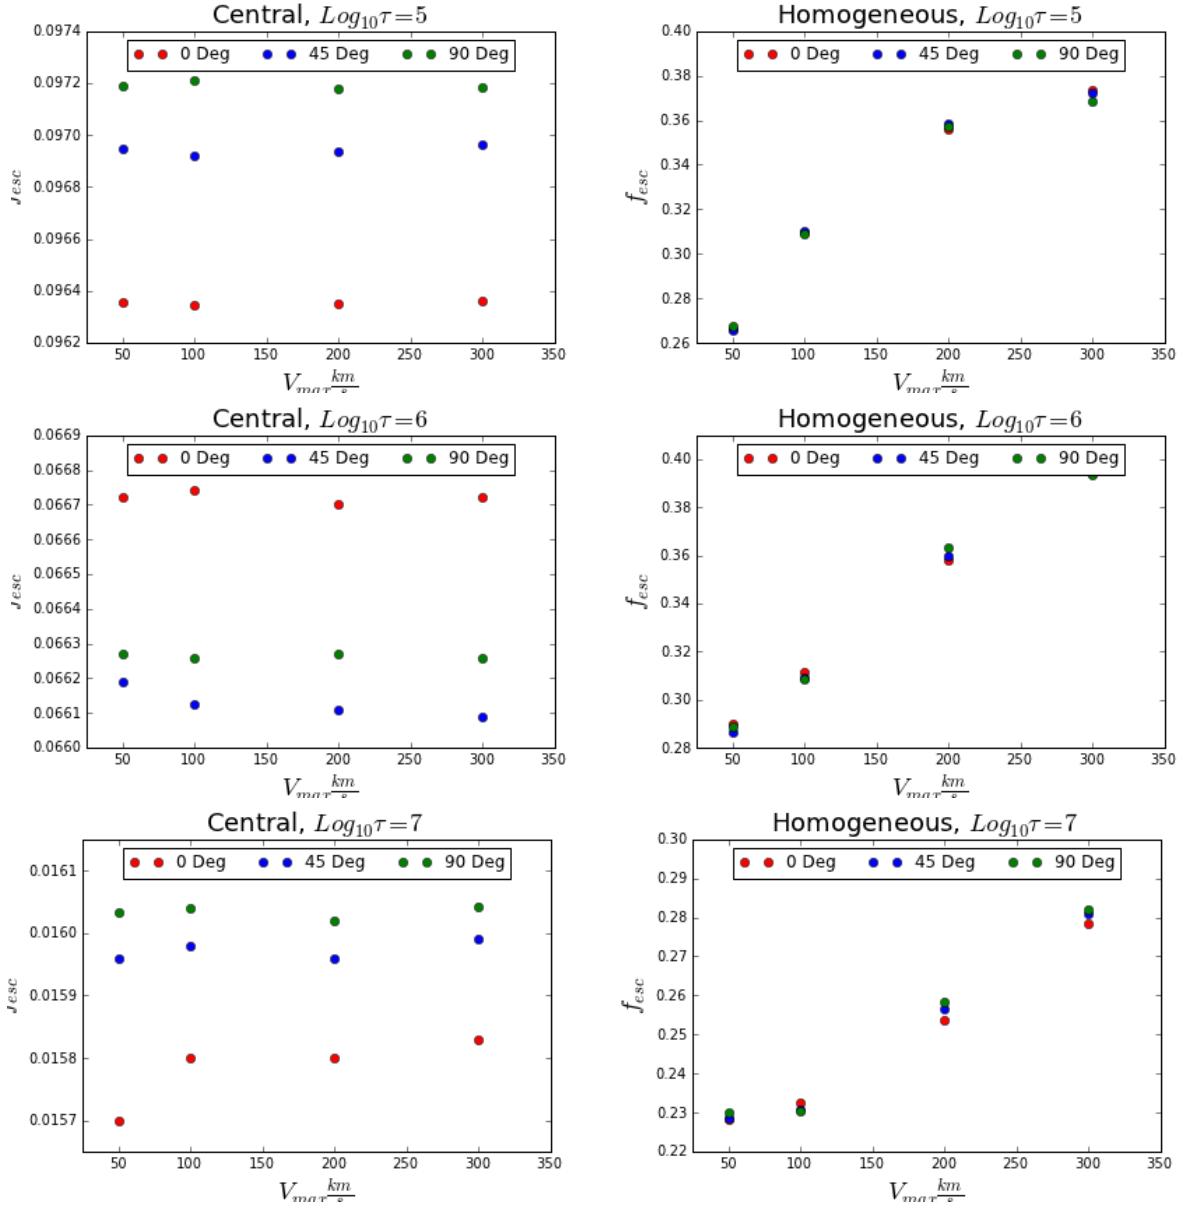 Central, Log₁₀τ=5
0 Deg 45 Deg 90 Deg
0.0974
0.0972
0.0970
0.0968
0.0966
0.0964
0.0962
50 100 150 200 250 300 350
Homogeneous, Log₁₀τ=5
0 Deg 45 Deg 90 Deg
0.40
0.38
0.36
0.34
0.32
0.30
0.28
0.26
f_esc
50 100 150 200 250 300 350
Central, Log₁₀τ=6
0 Deg 45 Deg 90 Deg
0.0669
0.0668
0.0667
0.0666
0.0665
0.0664
0.0663
0.0662
0.0661
0.0660
50 100 150 200 250 300 350
Homogeneous, Log₁₀τ=6
0 Deg 45 Deg 90 Deg
0.40
0.38
0.36
0.34
0.32
0.30
0.28
f_esc
50 100 150 200 250 300 350
Central, Log₁₀τ=7
0 Deg 45 Deg 90 Deg
0.0161
0.0160
0.0159
0.0158
0.0157
50 100 150 200 250 300 350
Homogeneous, Log₁₀τ=7
0 Deg 45 Deg 90 Deg
0.30
0.29
0.28
0.27
0.26
0.25
0.24
0.23
0.22
f_esc
50 100 150 200 250 300 350